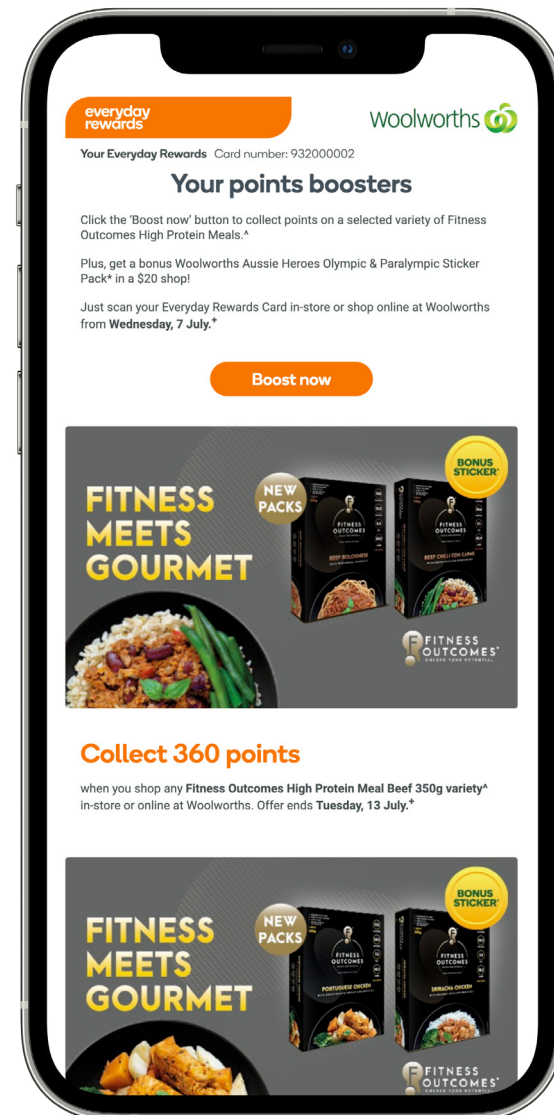 everyday
rewards
Woolworths
Your Everyday Rewards Card number: 932000002
Your points boosters
Click the 'Boost now' button to collect points on a selected variety of Fitness
Outcomes High Protein Meals.^
Plus, get a bonus Woolworths Aussie Heroes Olympic & Paralympic Sticker
Pack* in a $20 shop!
Just scan your Everyday Rewards Card in-store or shop online at Woolworths
from Wednesday, 7 July.+
Boost now
BONUS
STICKER*
NEW
PACKS
FITNESS
MEETS
GOURMET
FITNESS
OUTCOMES
BEEF BOLOGNESE
FITNESS
OUTCOMES
BEEF CHILLI CON CARNE
FITNESS
OUTCOMES
UNLOCK YOUR POTENTIAL
Collect 360 points
when you shop any Fitness Outcomes High Protein Meal Beef 350g variety^
in-store or online at Woolworths. Offer ends Tuesday, 13 July.+
BONUS
STICKER*
NEW
PACKS
FITNESS
MEETS
GOURMET
FITNESS
OUTCOMES
PORTUGUESE CHICKEN
FITNESS
OUTCOMES
SRIRACHA CHICKEN
FITNESS
OUTCOMES
UNLOCK YOUR POTENTIAL